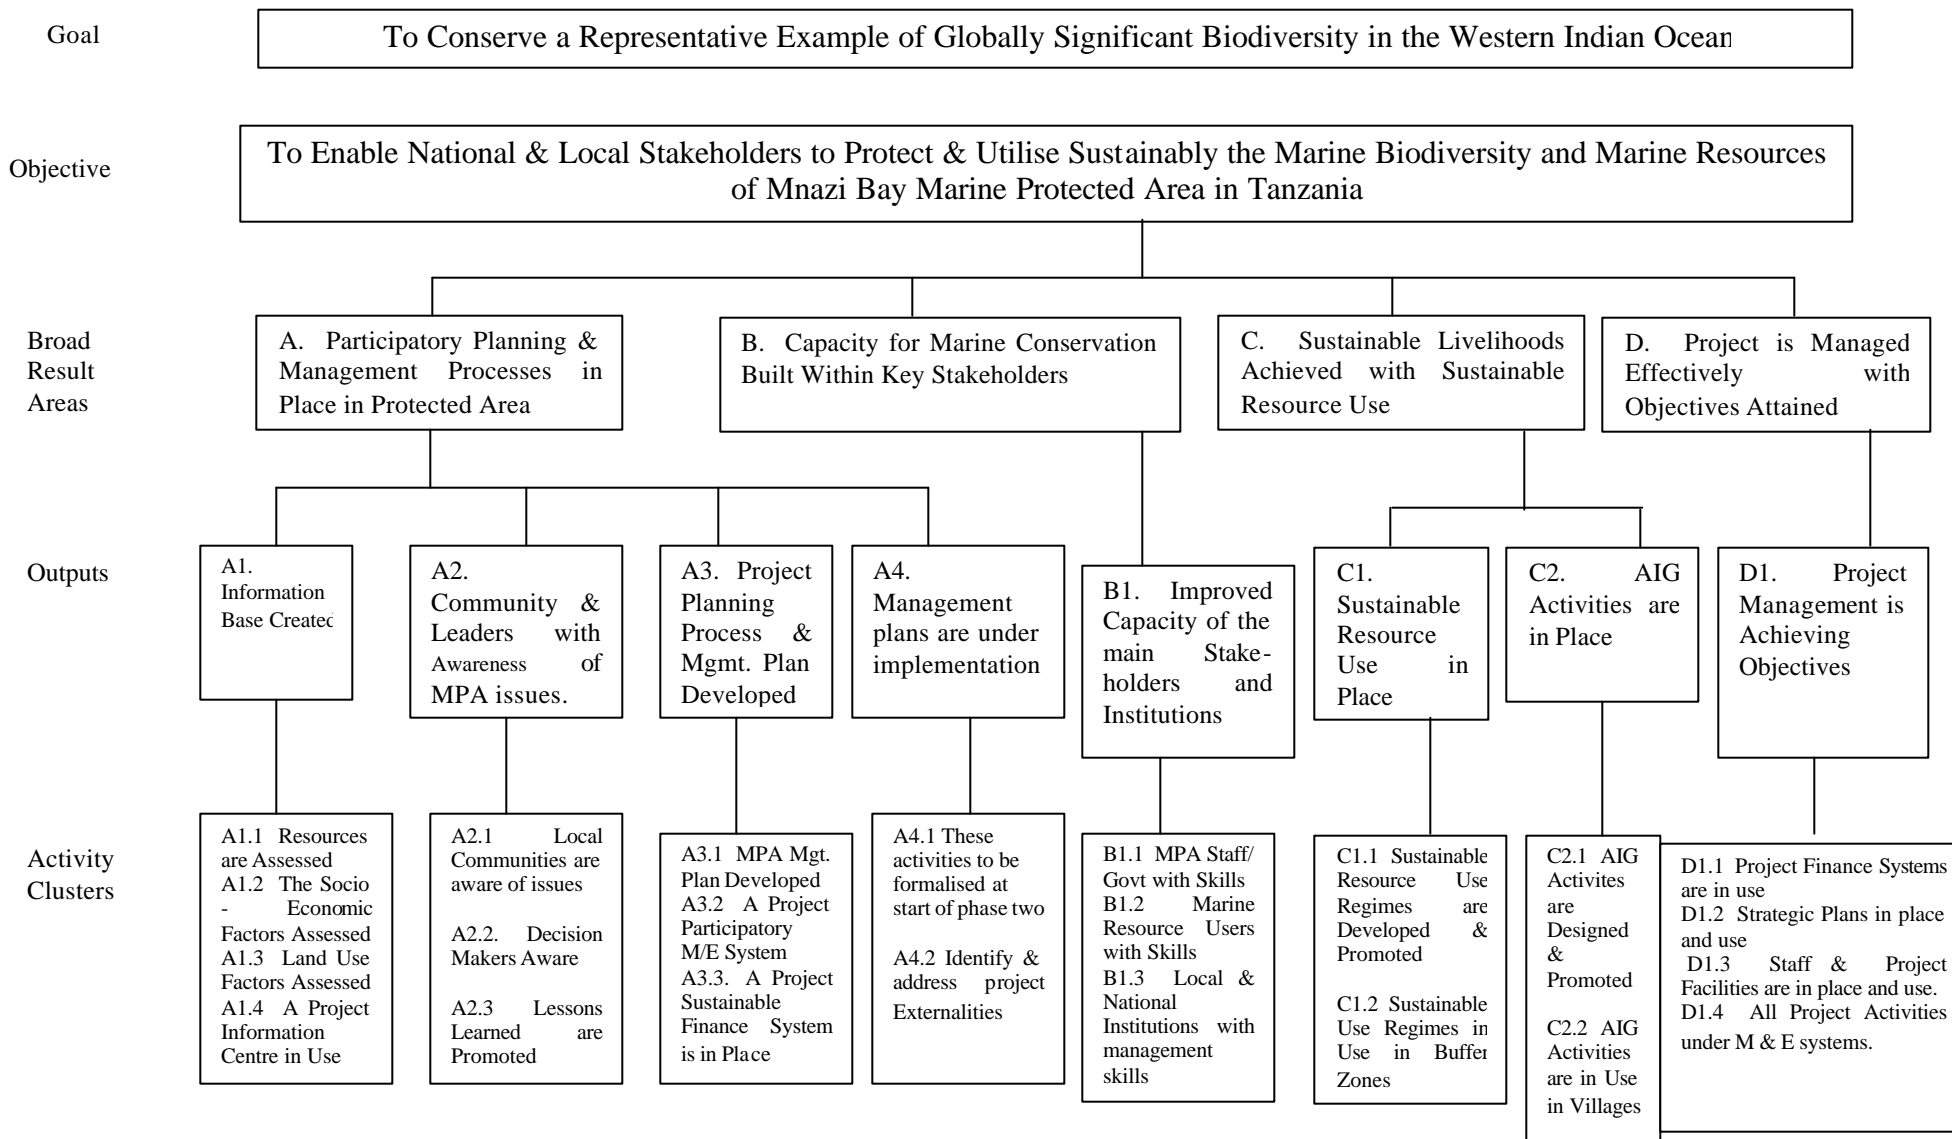 Goal
To Conserve a Representative Example of Globally Significant Biodiversity in the Western Indian Ocean
Objective
To Enable National & Local Stakeholders to Protect & Utilise Sustainably the Marine Biodiversity and Marine Resources
of Mnazi Bay Marine Protected Area in Tanzania
Broad
Result
Areas
A. Participatory Planning &
Management Processes in
Place in Protected Area
B. Capacity for Marine Conservation
Built Within Key Stakeholders
C. Sustainable Livelihoods
Achieved with Sustainable
Resource Use
D. Project is Managed
Effectively with
Objectives Attained
Outputs
A1.
Information
Base Created
A2.
Community &
Leaders with
Awareness of
MPA issues.
A3. Project
Planning
Process &
Mgmt. Plan
Developed
A4.
Management
plans are under
implementation
B1. Improved
Capacity of the
main Stake-
holders and
Institutions
C1.
Sustainable
Resource
Use in
Place
C2. AIG
Activities are
in Place
D1. Project
Management is
Achieving
Objectives
Activity
Clusters
A1.1 Resources
are Assessed
A1.2 The Socio
- Economic
Factors Assessed
A1.3 Land Use
Factors Assessed
A1.4 A Project
Information
Centre in Use
A2.1 Local
Communities are
aware of issues
A2.2. Decision
Makers Aware
A2.3 Lessons
Learned are
Promoted
A3.1 MPA Mgt.
Plan Developed
A3.2 A Project
Participatory
M/E System
A3.3. A Project
Sustainable
Finance System
is in Place
A4.1 These
activities to be
formalised at
start of phase two
A4.2 Identify &
address project
Externalities
B1.1 MPA Staff/
Govt with Skills
B1.2 Marine
Resource Users
with Skills
B1.3 Local &
National
Institutions with
management
skills
C1.1 Sustainable
Resource Use
Regimes are
Developed &
Promoted
C1.2 Sustainable
Use Regimes in
Use in Buffer
Zones
C2.1 AIG
Activites are
Designed
&
Promoted
C2.2 AIG
Activities
are in Use
in Villages
D1.1 Project Finance Systems
are in use
D1.2 Strategic Plans in place
and use
D1.3 Staff & Project
Facilities are in place and use.
D1.4 All Project Activities
under M & E systems.